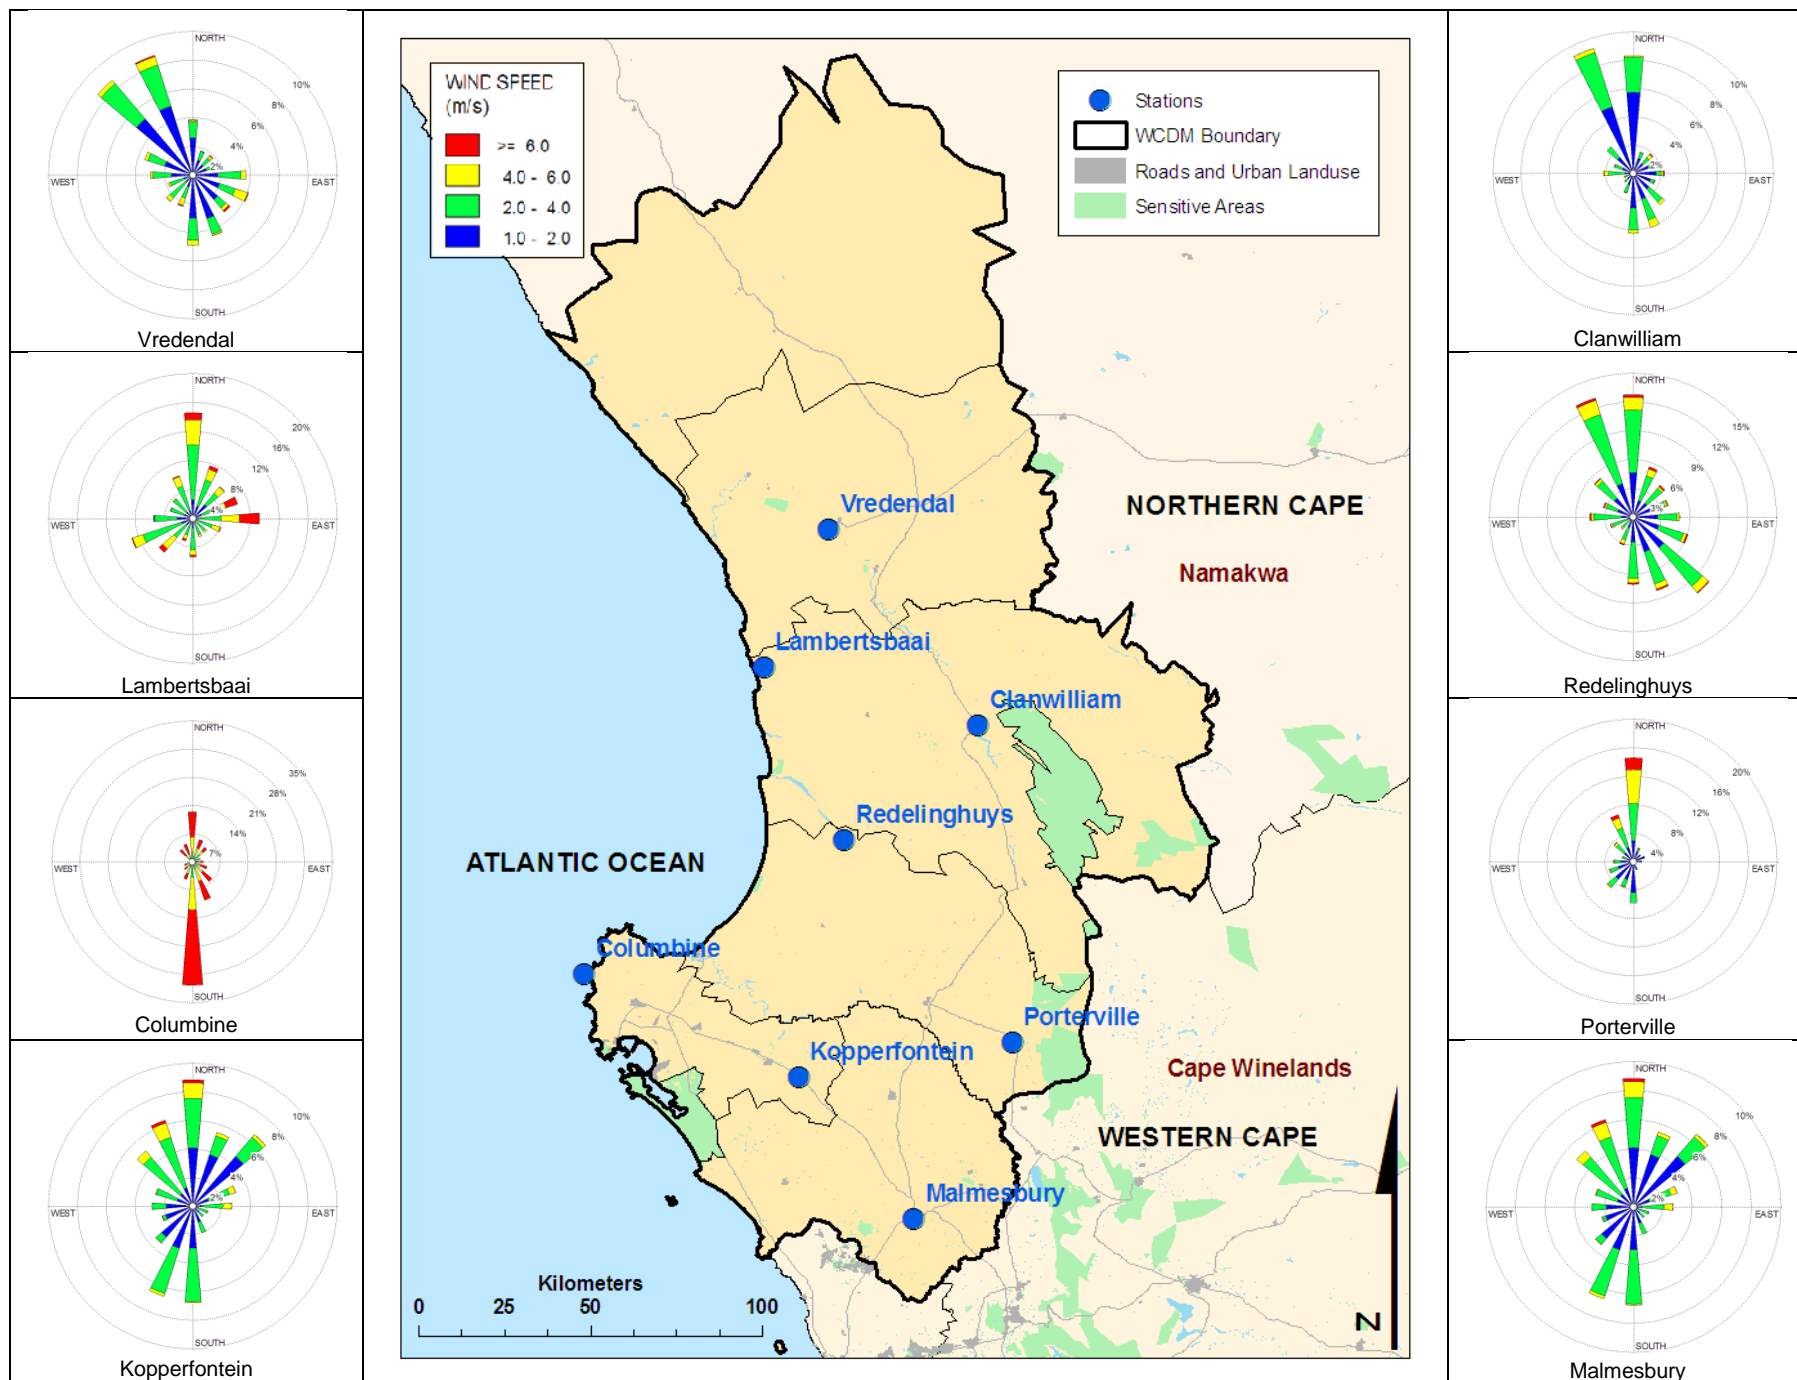 NORTH
10%
8%
6%
4%
2%
WEST
EAST
SOUTH
Vredendal
NORTH
20%
16%
12%
8%
4%
WEST
EAST
SOUTH
Lambertsbaai
NORTH
35%
28%
21%
14%
7%
WEST
EAST
SOUTH
Columbine
NORTH
10%
8%
6%
4%
2%
WEST
EAST
SOUTH
Kopperfontein
WIND SPEED
(m/s)
>= 6.0
4.0 - 6.0
2.0 - 4.0
1.0 - 2.0
Stations
WCDM Boundary
Roads and Urban Landuse
Sensitive Areas
Vredendal
NORTHERN CAPE
Namakwa
Lambertsbaai
Clanwilliam
Redelinghuys
ATLANTIC OCEAN
Columbine
Porterville
Kopperfontein
Cape Winelands
WESTERN CAPE
Malmesbury
Kilometers
0 25 50 100
N
NORTH
10%
8%
6%
4%
2%
WEST
EAST
SOUTH
Clanwilliam
NORTH
15%
12%
9%
6%
3%
WEST
EAST
SOUTH
Redelinghuys
NORTH
20%
16%
12%
8%
4%
WEST
EAST
SOUTH
Porterville
NORTH
10%
8%
6%
4%
2%
WEST
EAST
SOUTH
Malmesbury